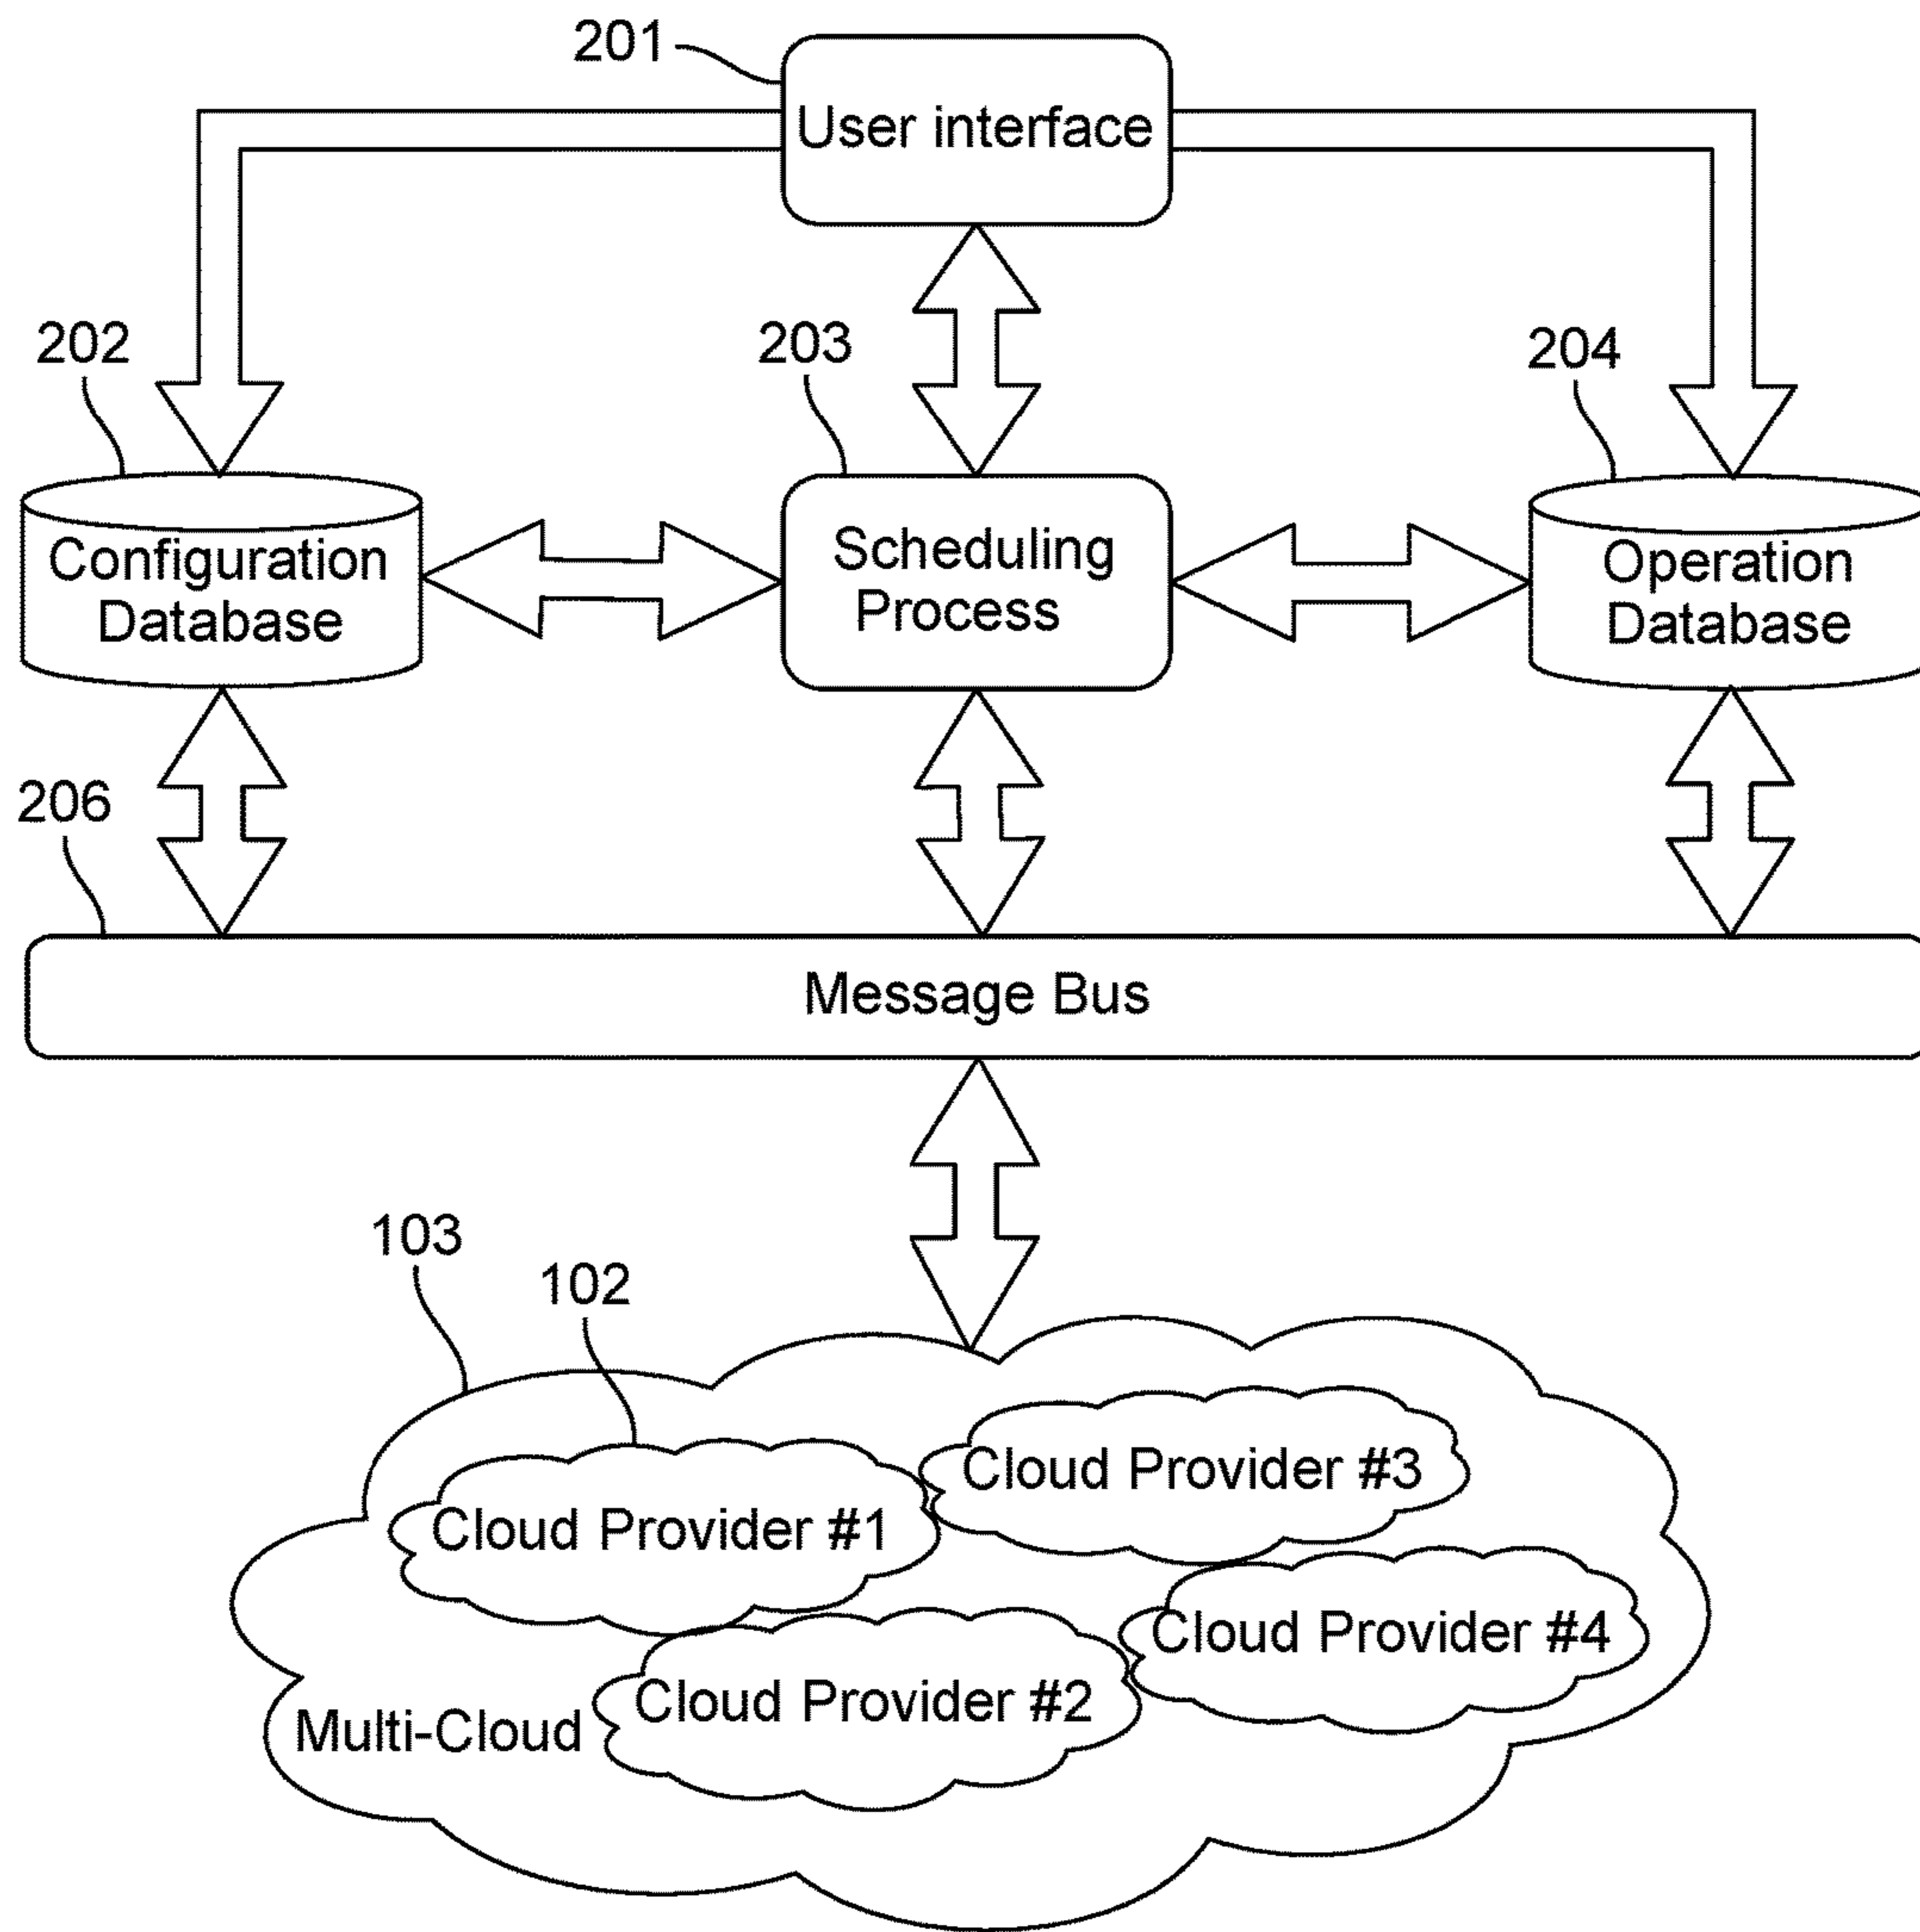 201
User interface
202
203
204
Configuration
Database
Scheduling
Process
Operation
Database
206
Message Bus
103
102
Cloud Provider #3
Cloud Provider #1
Cloud Provider #4
Cloud Provider #2
Multi-Cloud